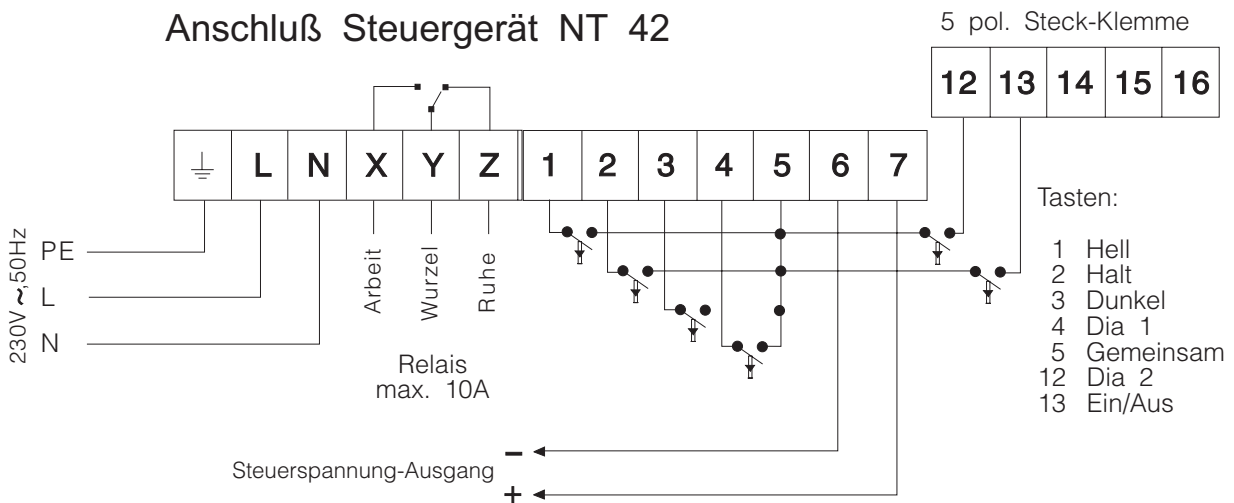 Anschluß Steuergerät NT 42
5 pol. Steck-Klemme
12 13 14 15 16
L N X Y Z 1 2 3 4 5 6 7
Tasten:
1 Hell
2 Halt
3 Dunkel
4 Dia 1
5 Gemeinsam
12 Dia 2
13 Ein/Aus
230V ~,50Hz
PE
L
N
Arbeit
Wurzel
Ruhe
Relais
max. 10A
Steuerspannung-Ausgang
−
+